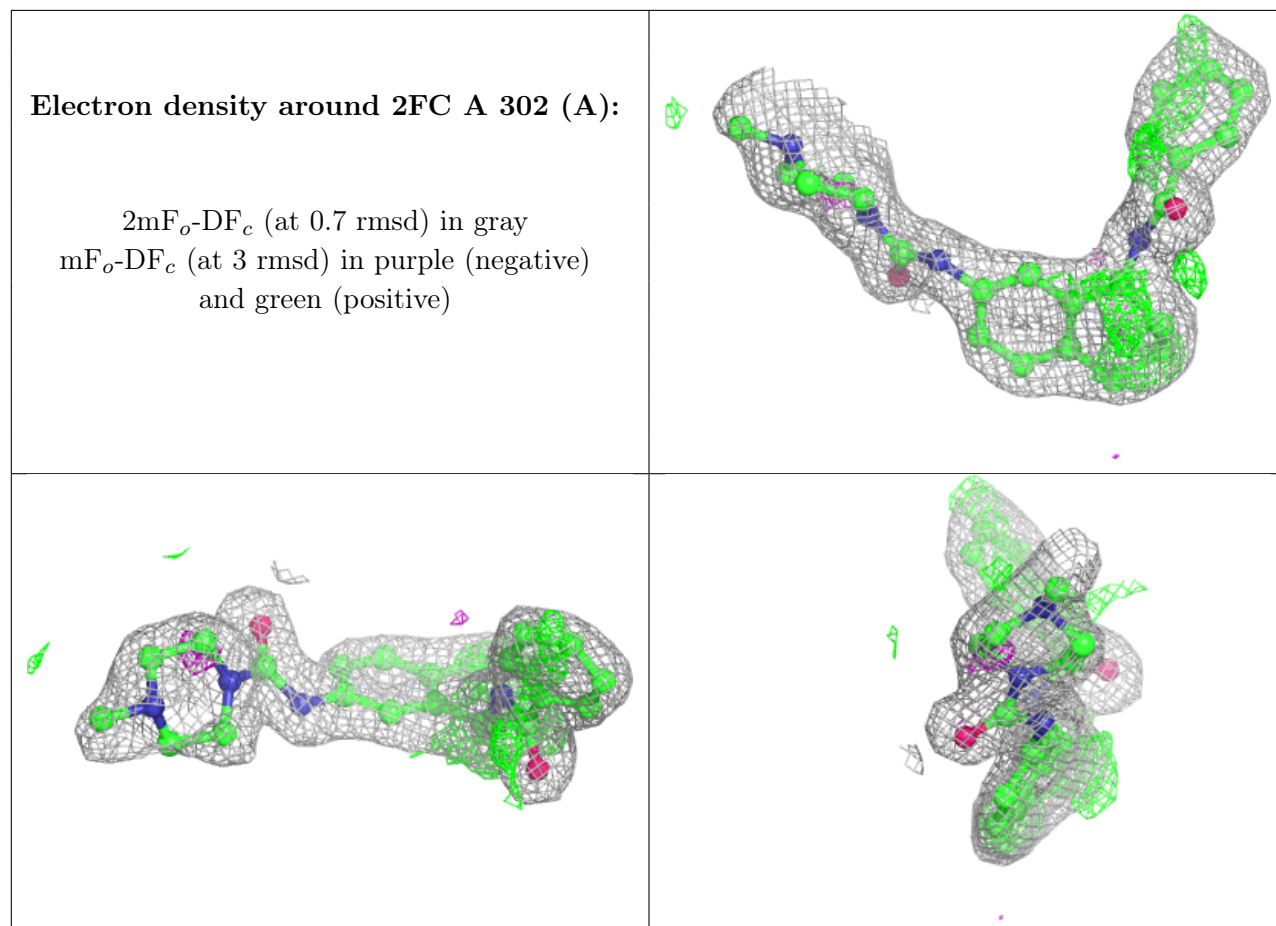 Electron density around 2FC A 302 (A):
2mFₒ-DF𝒸 (at 0.7 rmsd) in gray
mFₒ-DF𝒸 (at 3 rmsd) in purple (negative)
and green (positive)